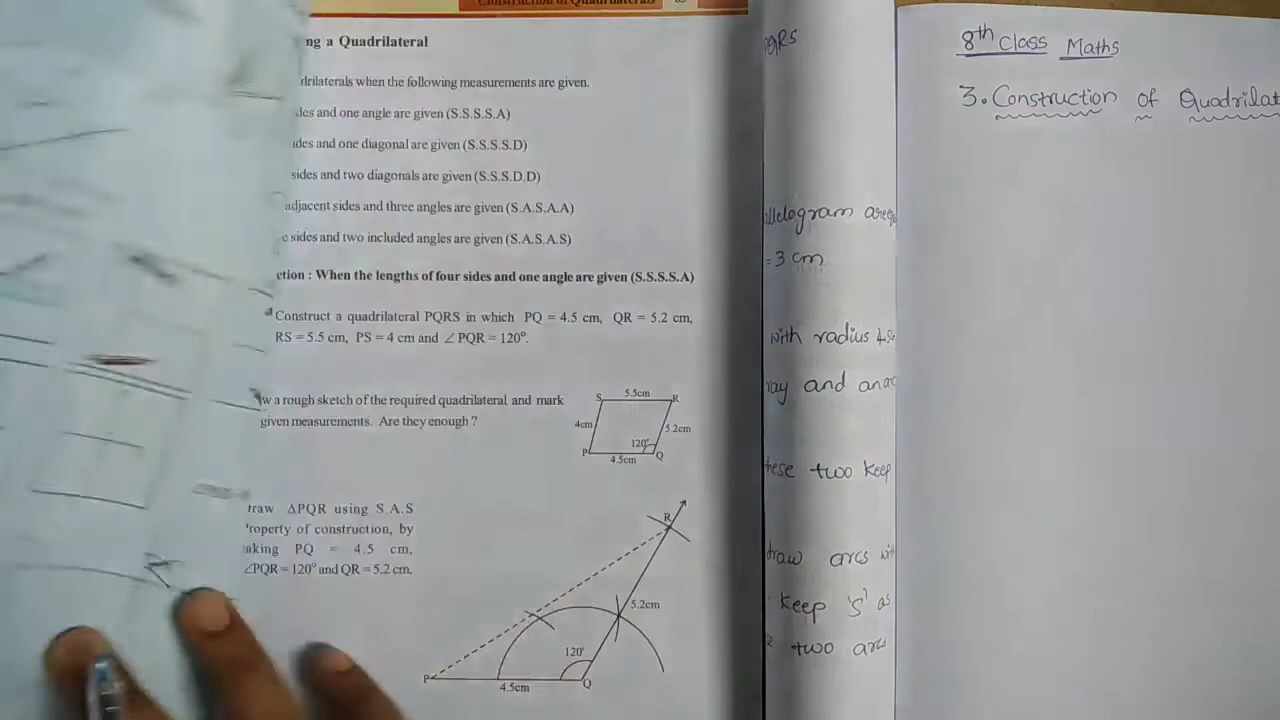 Construction of Quadrilaterals
ng a Quadrilateral
drilaterals when the following measurements are given.
des and one angle are given (S.S.S.S.A)
ides and one diagonal are given (S.S.S.S.D)
sides and two diagonals are given (S.S.S.D.D)
adjacent sides and three angles are given (S.A.S.A.A)
e sides and two included angles are given (S.A.S.A.S)
ction : When the lengths of four sides and one angle are given (S.S.S.S.A)
Construct a quadrilateral PQRS in which PQ = 4.5 cm, QR = 5.2 cm,
RS = 5.5 cm, PS = 4 cm and ∠PQR = 120°.
w a rough sketch of the required quadrilateral and mark
given measurements. Are they enough ?
S 5.5cm R
4cm 5.2cm
120°
P 4.5cm Q
raw ΔPQR using S.A.S
roperty of construction, by
aking PQ = 4.5 cm,
∠PQR = 120° and QR = 5.2 cm.
R
5.2cm
120°
P 4.5cm Q
QRS
llelogram are
= 3 cm
with radius 4.5
ray and an arc
these two keep
draw arcs with
keep 'S' as
two arcs
8th Class Maths
3. Construction of Quadrilat